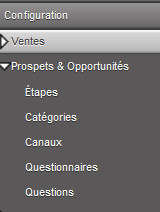 Configuration
Ventes
Prospets & Opportunités
Étapes
Catégories
Canaux
Questionnaires
Questions